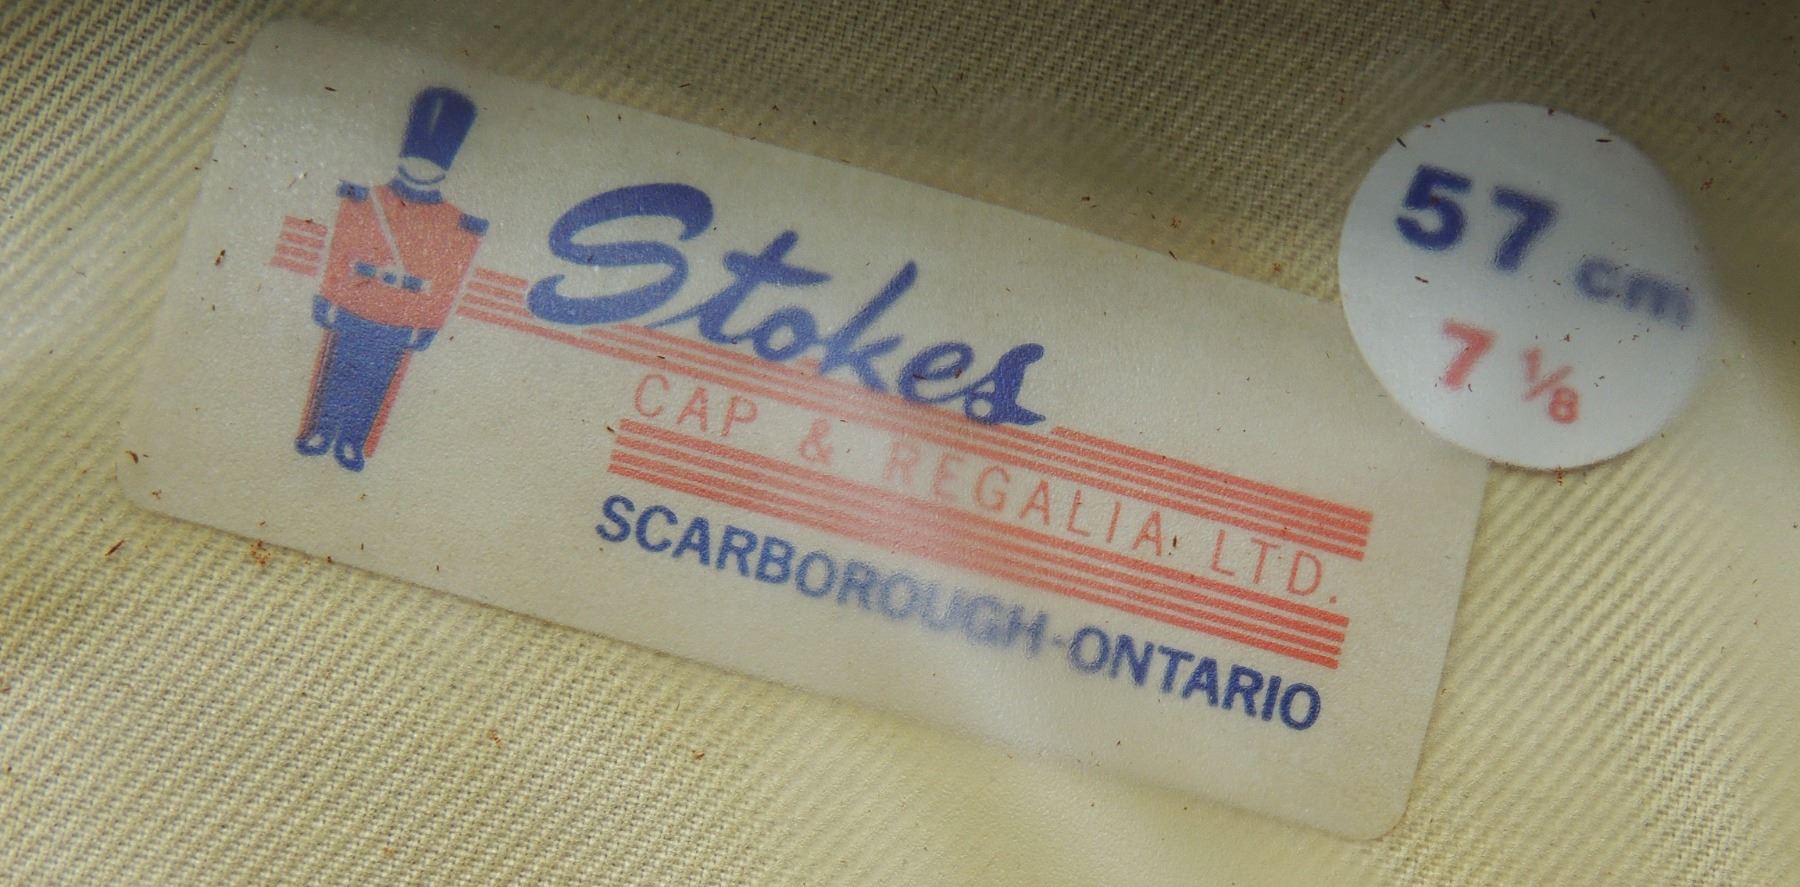 Stokes
CAP & REGALIA LTD.
SCARBOROUGH-ONTARIO
57 cm
7 ⅛